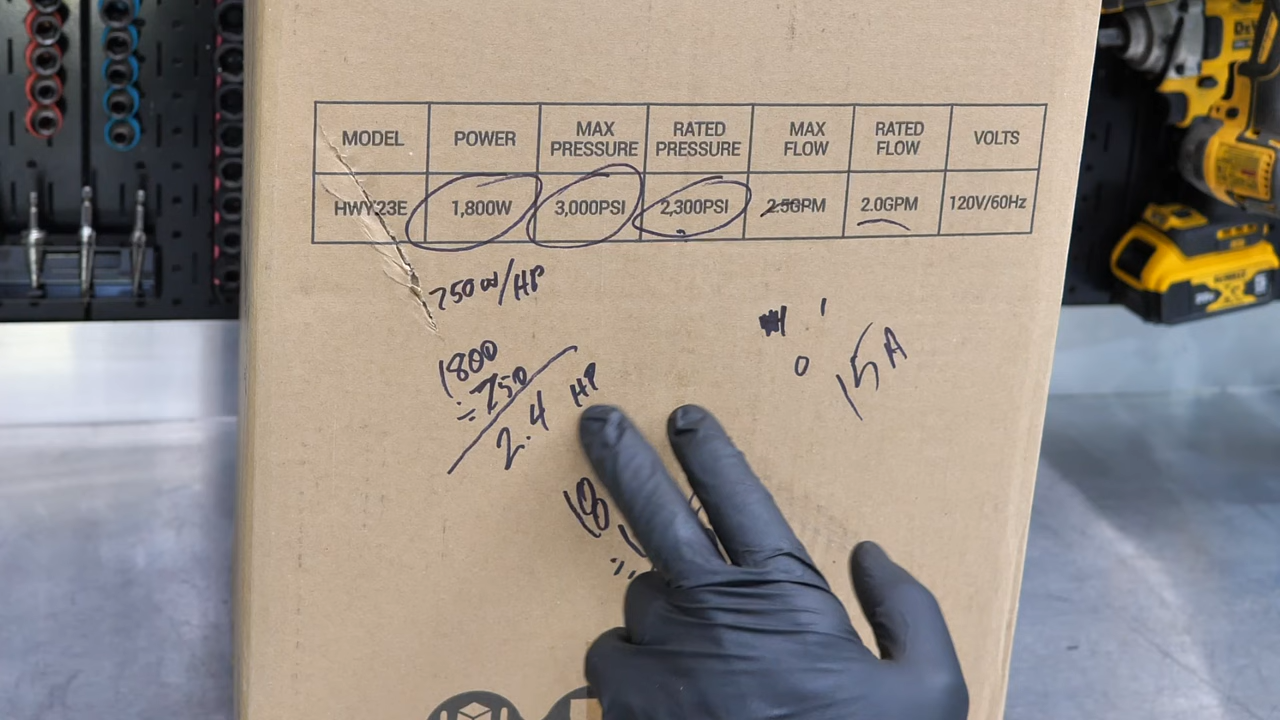 MODEL POWER MAX PRESSURE RATED PRESSURE MAX FLOW RATED FLOW VOLTS
HWY23E 1,800W 3,000PSI 2,300PSI 2.5GPM 2.0GPM 120V/60Hz
750W/HP
1800
÷750
2.4 HP
15A
18